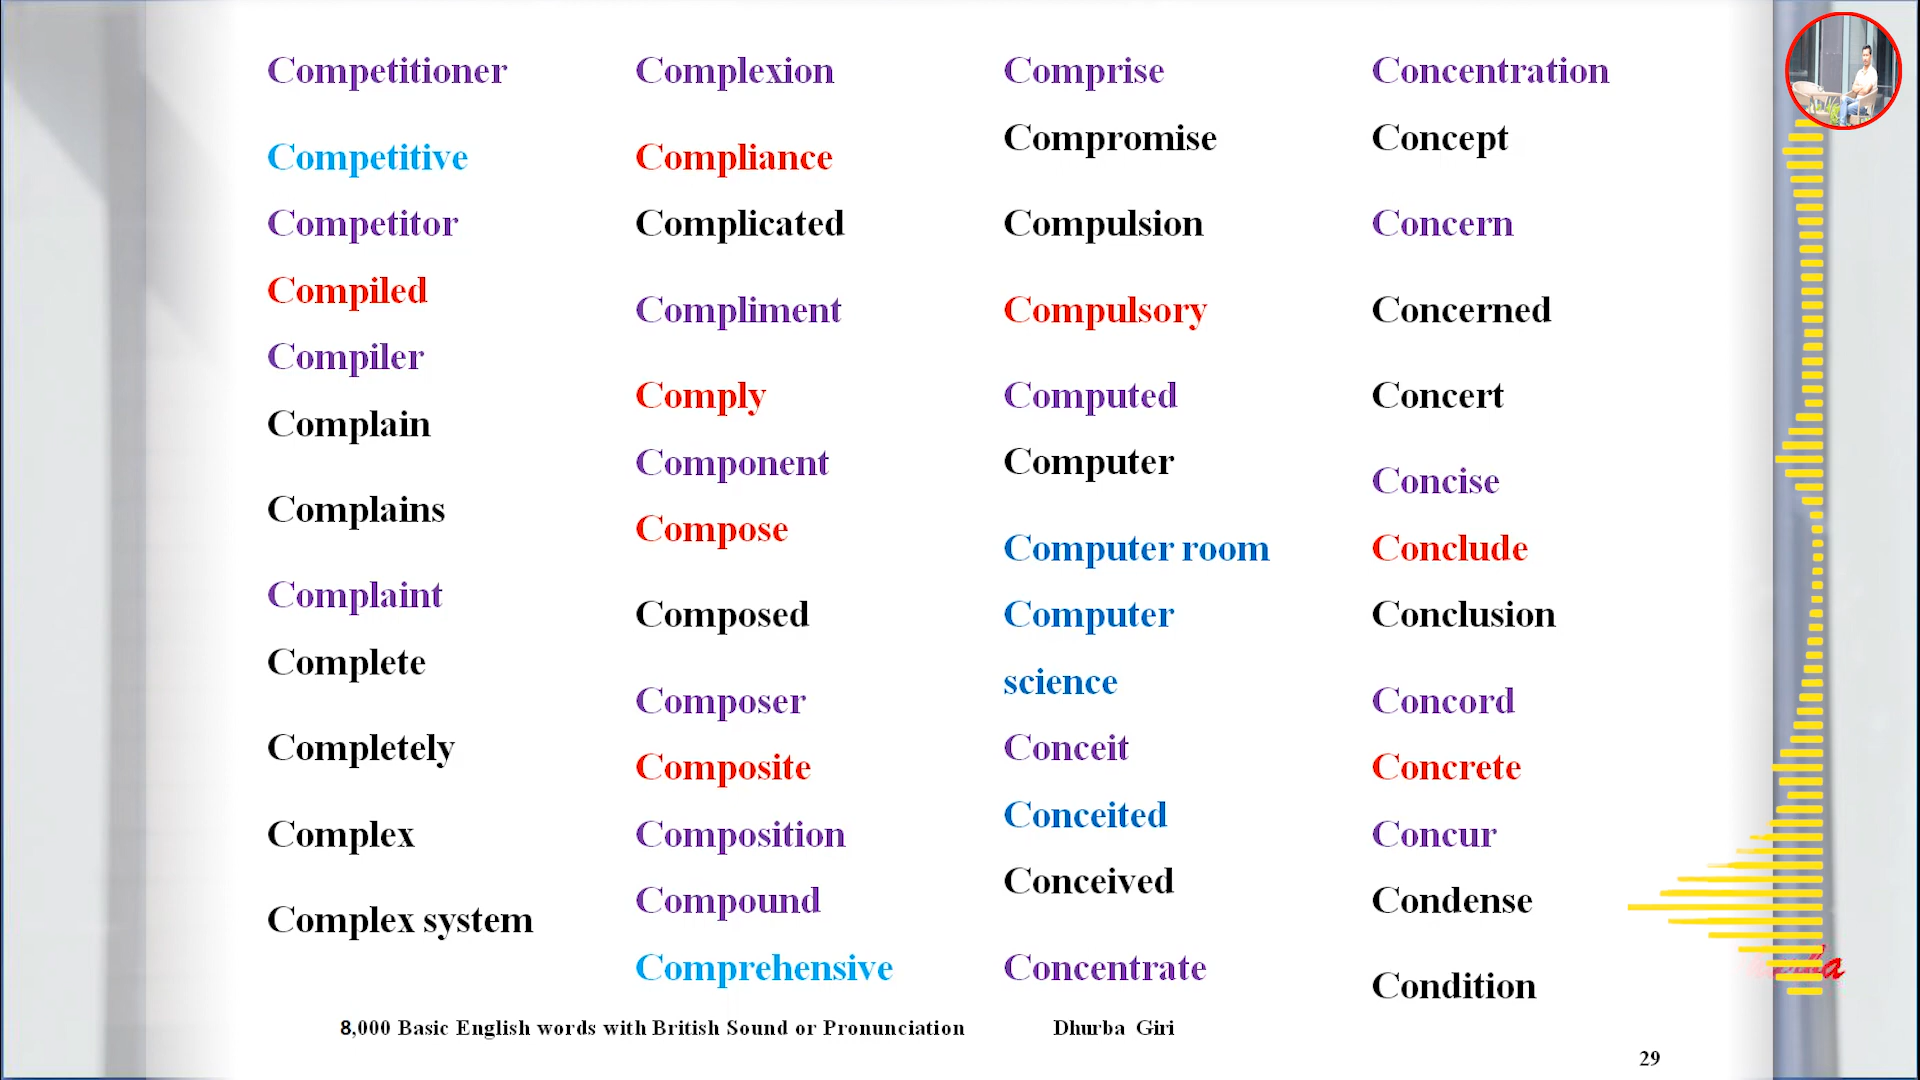 Competitioner
Competitive
Competitor
Compiled
Compiler
Complain
Complains
Complaint
Complete
Completely
Complex
Complex system
Complexion
Compliance
Complicated
Compliment
Comply
Component
Compose
Composed
Composer
Composite
Composition
Compound
Comprehensive
Comprise
Compromise
Compulsion
Compulsory
Computed
Computer
Computer room
Computer
science
Conceit
Conceited
Conceived
Concentrate
Concentration
Concept
Concern
Concerned
Concert
Concise
Conclude
Conclusion
Concord
Concrete
Concur
Condense
Condition
8,000 Basic English words with British Sound or Pronunciation Dhurba Giri
29